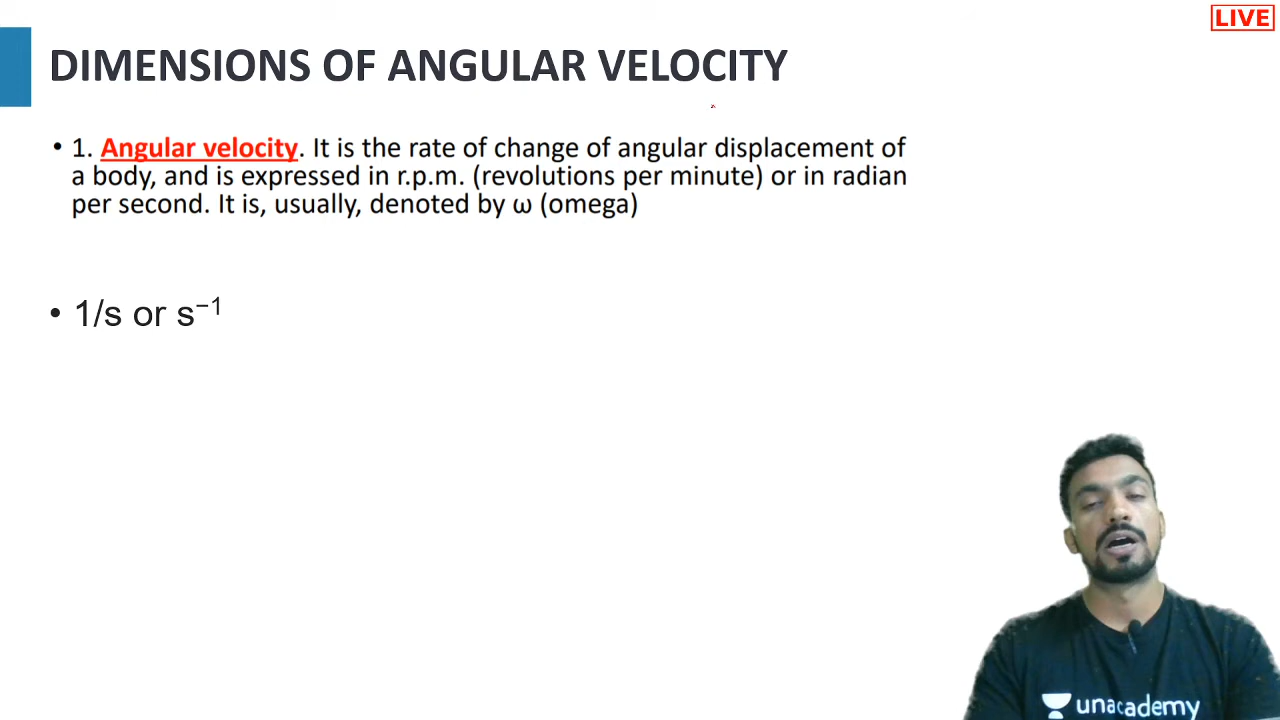 LIVE
DIMENSIONS OF ANGULAR VELOCITY
• 1. Angular velocity. It is the rate of change of angular displacement of
a body, and is expressed in r.p.m. (revolutions per minute) or in radian
per second. It is, usually, denoted by ω (omega)
• 1/s or s⁻¹
unacademy